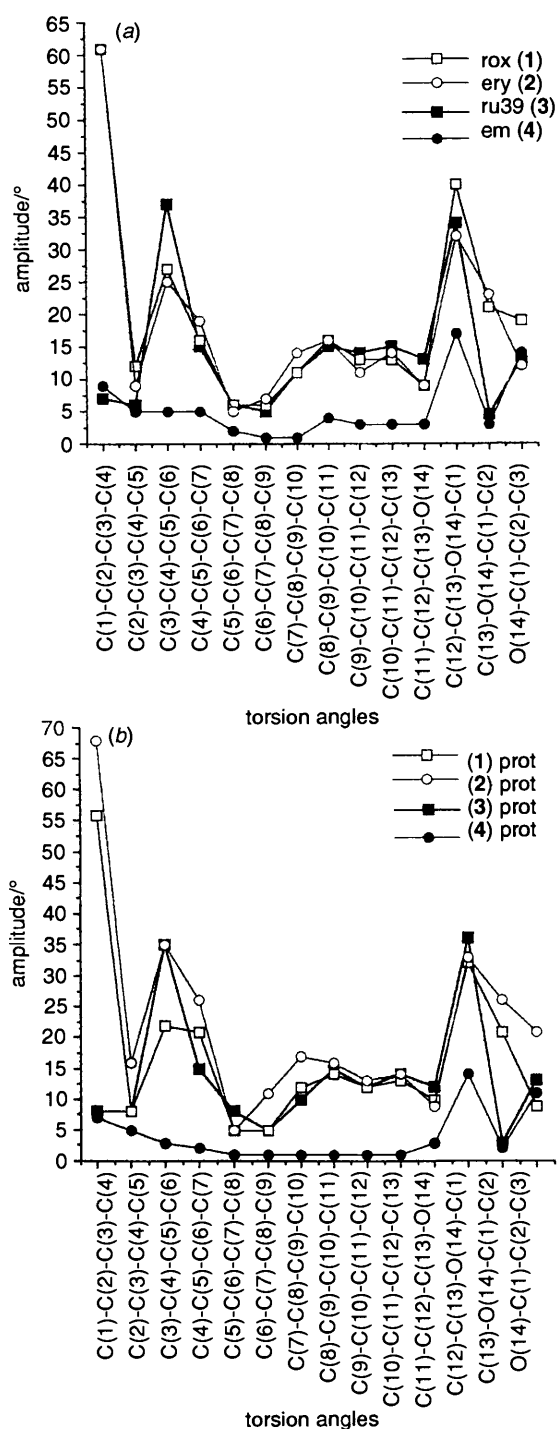 (a)
rox (1)
ery (2)
ru39 (3)
em (4)
65
60
55
50
45
40
35
30
25
20
15
10
5
0
amplitude/°
C(1)-C(2)-C(3)-C(4)
C(2)-C(3)-C(4)-C(5)
C(3)-C(4)-C(5)-C(6)
C(4)-C(5)-C(6)-C(7)
C(5)-C(6)-C(7)-C(8)
C(6)-C(7)-C(8)-C(9)
C(7)-C(8)-C(9)-C(10)
C(8)-C(9)-C(10)-C(11)
C(9)-C(10)-C(11)-C(12)
C(10)-C(11)-C(12)-C(13)
C(11)-C(12)-C(13)-O(14)
C(12)-C(13)-O(14)-C(1)
C(13)-O(14)-C(1)-C(2)
O(14)-C(1)-C(2)-C(3)
torsion angles
(b)
(1) prot
(2) prot
(3) prot
(4) prot
70
65
60
55
50
45
40
35
30
25
20
15
10
5
0
amplitude/°
C(1)-C(2)-C(3)-C(4)
C(2)-C(3)-C(4)-C(5)
C(3)-C(4)-C(5)-C(6)
C(4)-C(5)-C(6)-C(7)
C(5)-C(6)-C(7)-C(8)
C(6)-C(7)-C(8)-C(9)
C(7)-C(8)-C(9)-C(10)
C(8)-C(9)-C(10)-C(11)
C(9)-C(10)-C(11)-C(12)
C(10)-C(11)-C(12)-C(13)
C(11)-C(12)-C(13)-O(14)
C(12)-C(13)-O(14)-C(1)
C(13)-O(14)-C(1)-C(2)
O(14)-C(1)-C(2)-C(3)
torsion angles